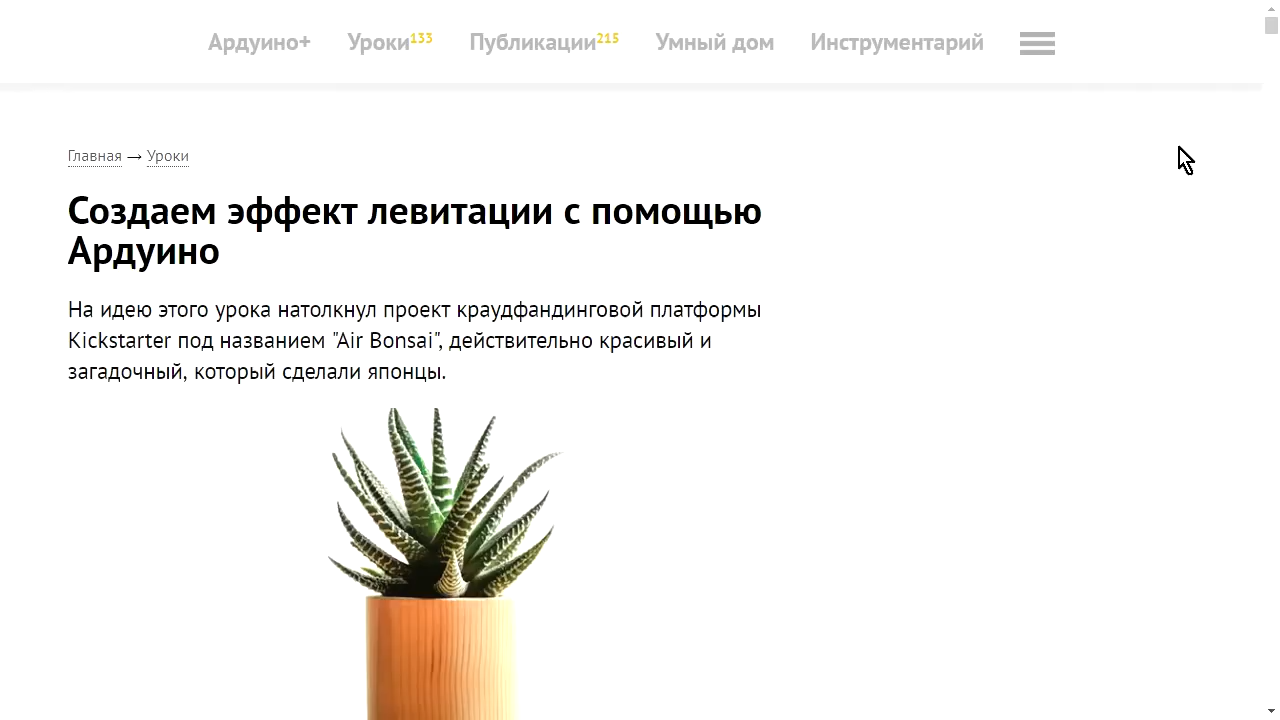 Ардуино+ Уроки133 Публикации215 Умный дом Инструментарий
Главная → Уроки
Создаем эффект левитации с помощью
Ардуино
На идею этого урока натолкнул проект краудфандинговой платформы
Kickstarter под названием "Air Bonsai", действительно красивый и
загадочный, который сделали японцы.